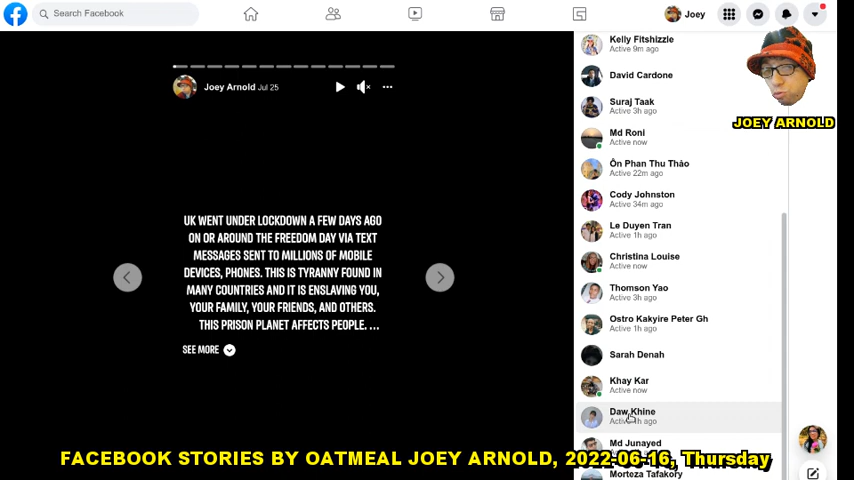 Search Facebook
Joey
Joey Arnold Jul 25
UK WENT UNDER LOCKDOWN A FEW DAYS AGO
ON OR AROUND THE FREEDOM DAY VIA TEXT
MESSAGES SENT TO MILLIONS OF MOBILE
DEVICES, PHONES. THIS IS TYRANNY FOUND IN
MANY COUNTRIES AND IT IS ENSLAVING YOU,
YOUR FAMILY, YOUR FRIENDS, AND OTHERS.
THIS PRISON PLANET AFFECTS PEOPLE. ...
SEE MORE
Kelly Fitshizzle
Active 9m ago
David Cardone
Suraj Taak
Active 3h ago
Md Roni
Active now
Ôn Phan Thu Thảo
Active 22m ago
Cody Johnston
Active 34m ago
Le Duyen Tran
Active 1h ago
Christina Louise
Active now
Thomson Yao
Active 3h ago
Ostro Kakyire Peter Gh
Active 1h ago
Sarah Denah
Khay Kar
Active now
Daw Khine
Active 1h ago
Md Junayed
Morteza Tafakory
JOEY ARNOLD
FACEBOOK STORIES BY OATMEAL JOEY ARNOLD, 2022-06-16, Thursday